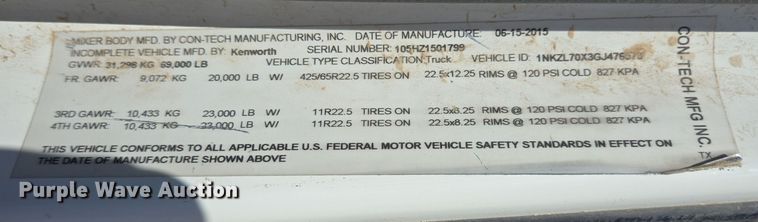 MIXER BODY MFD. BY CON-TECH MANUFACTURING, INC. DATE OF MANUFACTURE: 06-15-2015
INCOMPLETE VEHICLE MFD. BY: Kenworth SERIAL NUMBER: 105HZ1501799
GVWR: 31,298 KG 69,000 LB VEHICLE TYPE CLASSIFICATION: Truck VEHICLE ID:
FR. GAWR: 9,072 KG 20,000 LB W/ 425/65R22.5 TIRES ON 22.5x12.25 RIMS @ 120 PSI COLD 827 KPA
3RD GAWR: 10,433 KG 23,000 LB W/ 11R22.5 TIRES ON 22.5x8.25 RIMS @ 120 PSI COLD 827 KPA
4TH GAWR: 10,433 KG 23,000 LB W/ 11R22.5 TIRES ON 22.5x8.25 RIMS @ 120 PSI COLD 827 KPA
THIS VEHICLE CONFORMS TO ALL APPLICABLE U.S. FEDERAL MOTOR VEHICLE SAFETY STANDARDS IN EFFECT ON
THE DATE OF MANUFACTURE SHOWN ABOVE
CON-TECH MFG INC. TX
Purple Wave Auction